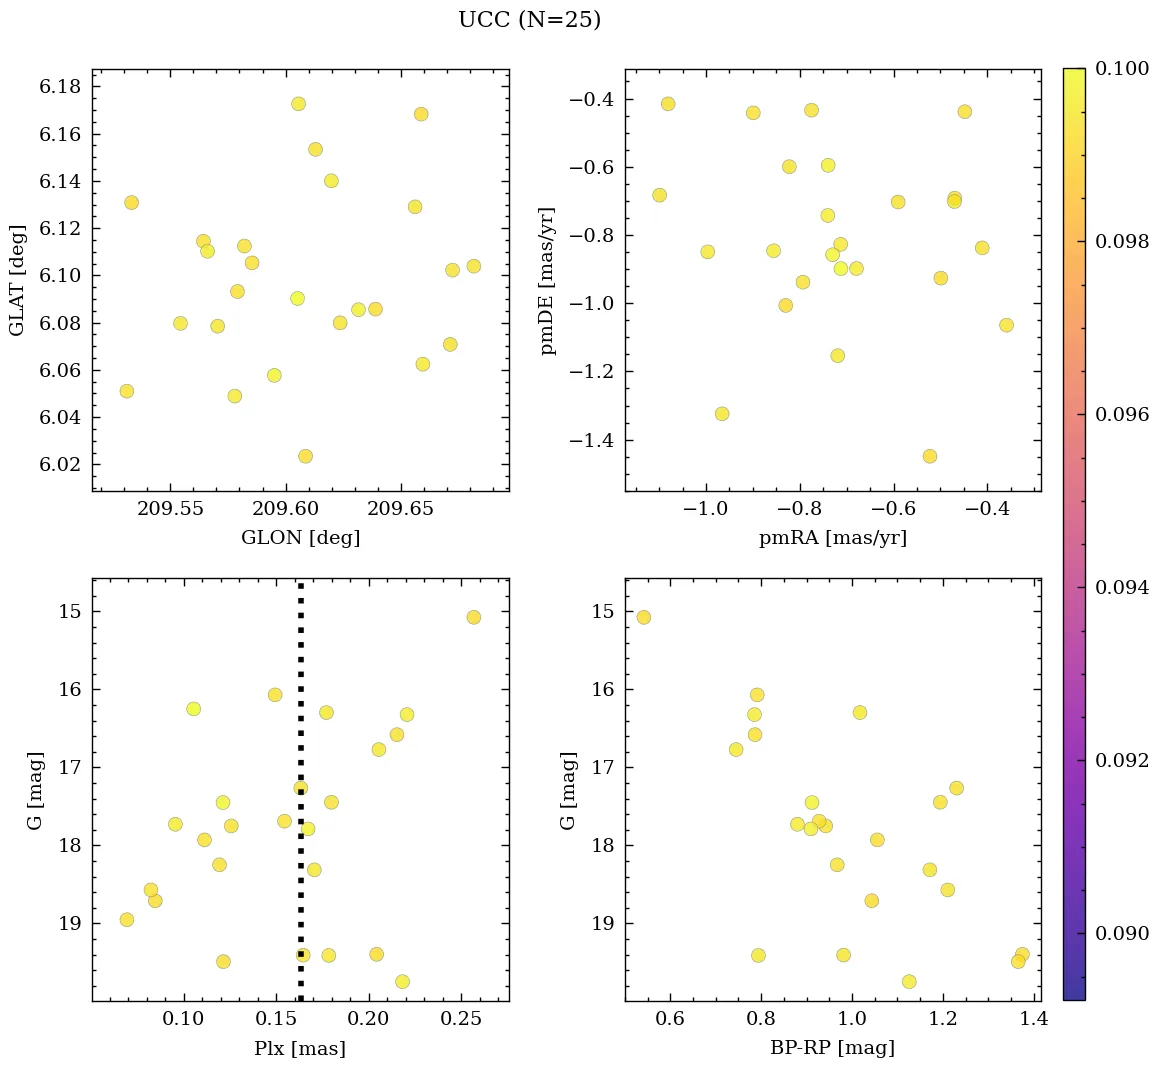 UCC (N=25)
6.18
6.16
6.14
6.12
6.10
6.08
6.06
6.04
6.02
GLAT [deg]
209.55 209.60 209.65
GLON [deg]
−0.4
−0.6
−0.8
−1.0
−1.2
−1.4
pmDE [mas/yr]
−1.0 −0.8 −0.6 −0.4
pmRA [mas/yr]
15
16
17
18
19
G [mag]
0.10 0.15 0.20 0.25
Plx [mas]
15
16
17
18
19
G [mag]
0.6 0.8 1.0 1.2 1.4
BP-RP [mag]
0.100
0.098
0.096
0.094
0.092
0.090